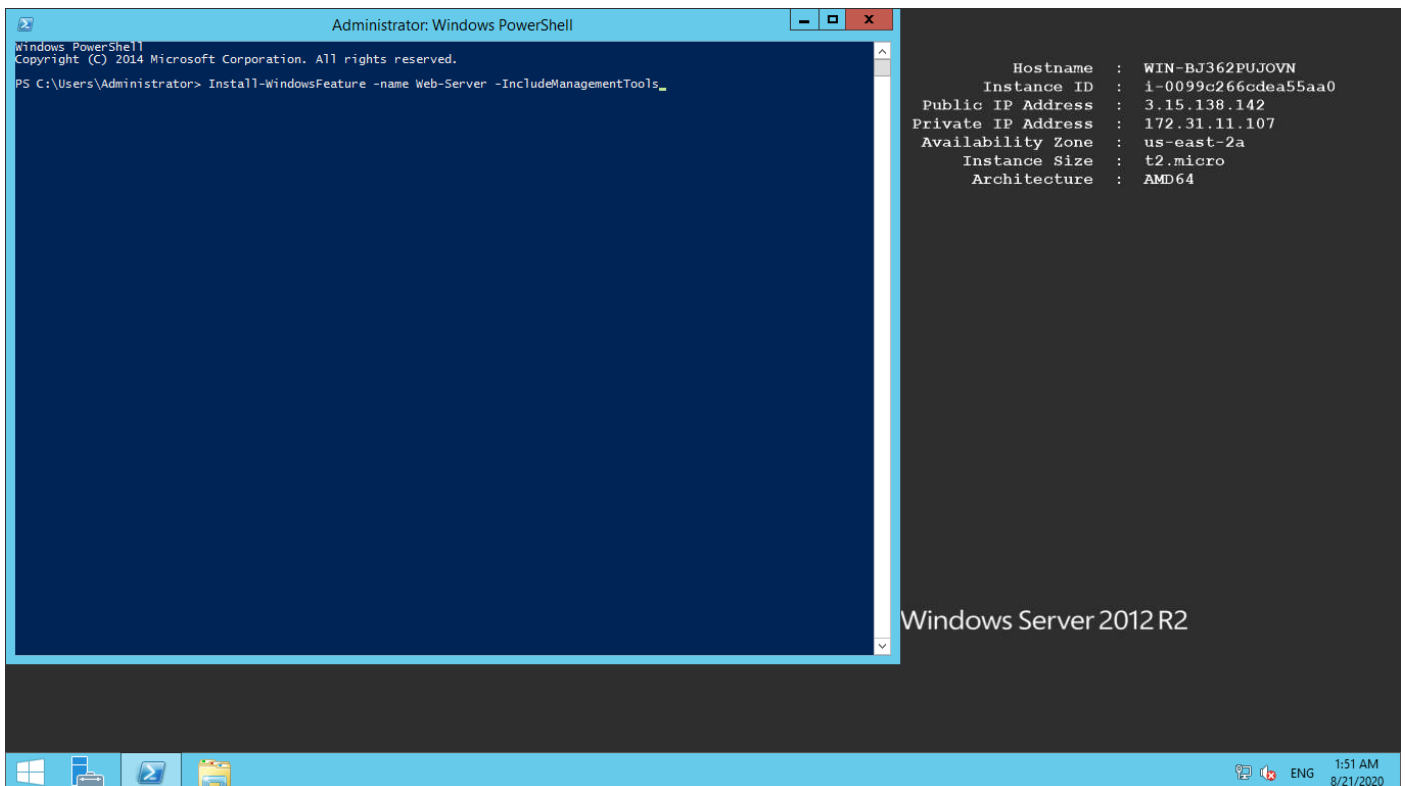 Administrator: Windows PowerShell
Windows PowerShell
Copyright (C) 2014 Microsoft Corporation. All rights reserved.
PS C:\Users\Administrator> Install-WindowsFeature -name Web-Server -IncludeManagementTools_
Hostname : WIN-BJ362PUJOVN
Instance ID : i-0099c266cdea55aa0
Public IP Address : 3.15.138.142
Private IP Address : 172.31.11.107
Availability Zone : us-east-2a
Instance Size : t2.micro
Architecture : AMD64
Windows Server 2012 R2
ENG
1:51 AM
8/21/2020